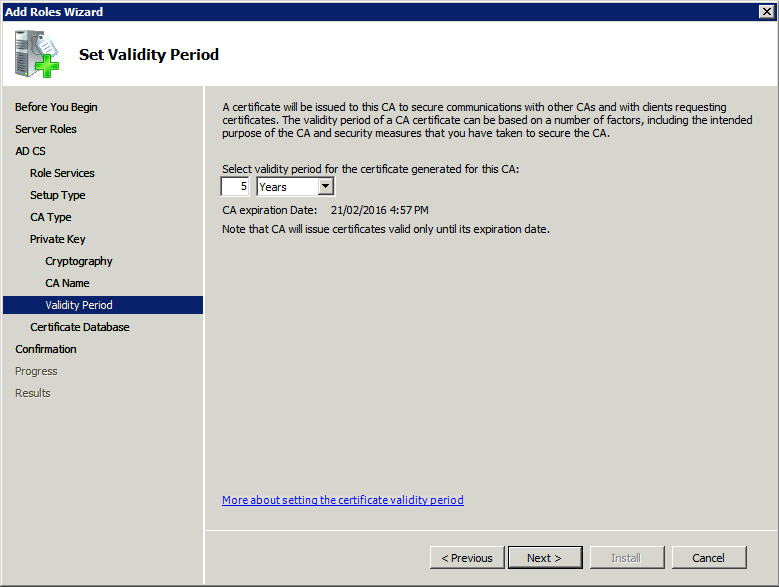 Add Roles Wizard
Set Validity Period
Before You Begin
Server Roles
AD CS
Role Services
Setup Type
CA Type
Private Key
Cryptography
CA Name
Validity Period
Certificate Database
Confirmation
Progress
Results
A certificate will be issued to this CA to secure communications with other CAs and with clients requesting
certificates. The validity period of a CA certificate can be based on a number of factors, including the intended
purpose of the CA and security measures that you have taken to secure the CA.
Select validity period for the certificate generated for this CA:
5 Years
CA expiration Date: 21/02/2016 4:57 PM
Note that CA will issue certificates valid only until its expiration date.
More about setting the certificate validity period
< Previous Next > Install Cancel